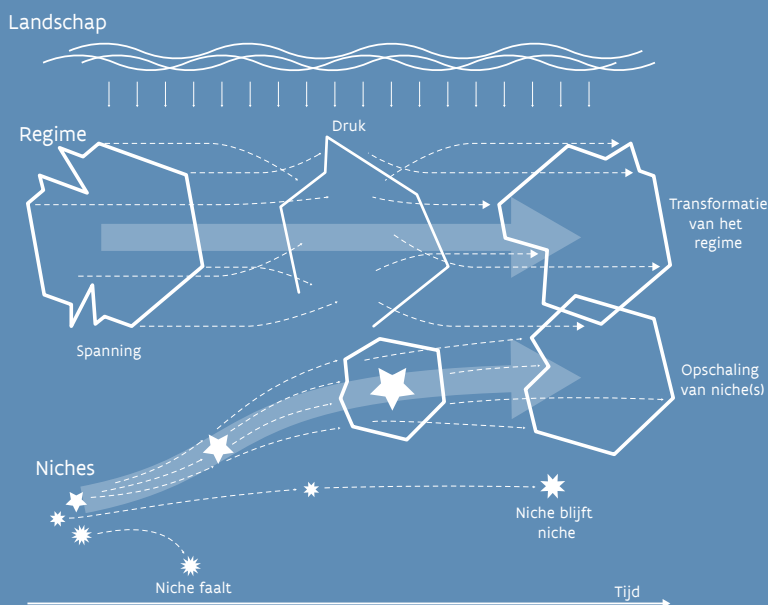 Landschap
Druk
Regime
Transformatie
van het
regime
Spanning
Opschaling
van niche(s)
Niches
Niche blijft
niche
Niche faalt
Tijd